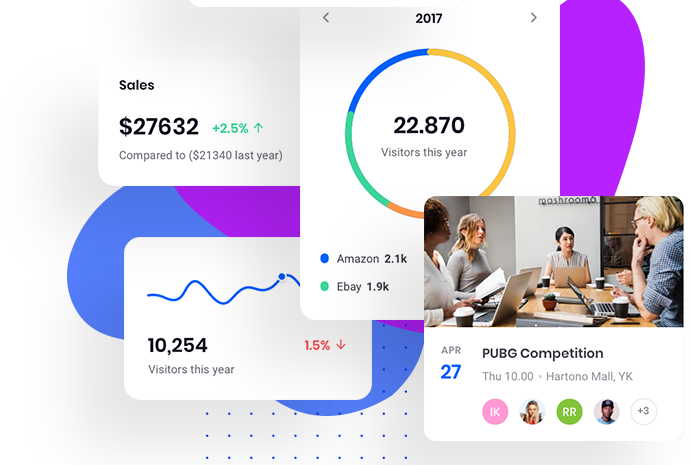 2017
Sales
$27632 +2.5%
Compared to ($21340 last year)
22.870
Visitors this year
Amazon 2.1k
Ebay 1.9k
10,254 1.5%
Visitors this year
mashroomo
APR
27
PUBG Competition
Thu 10.00 • Hartono Mall, YK
IK
RR
+3